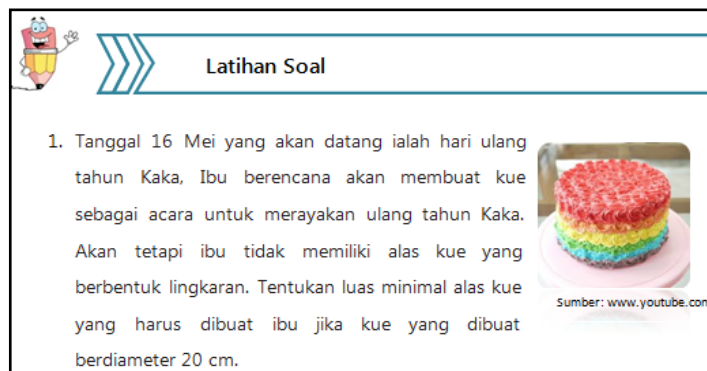 Latihan Soal
1. Tanggal 16 Mei yang akan datang ialah hari ulang
tahun Kaka, Ibu berencana akan membuat kue
sebagai acara untuk merayakan ulang tahun Kaka.
Akan tetapi ibu tidak memiliki alas kue yang
berbentuk lingkaran. Tentukan luas minimal alas kue
yang harus dibuat ibu jika kue yang dibuat
berdiameter 20 cm.
Sumber: www.youtube.con